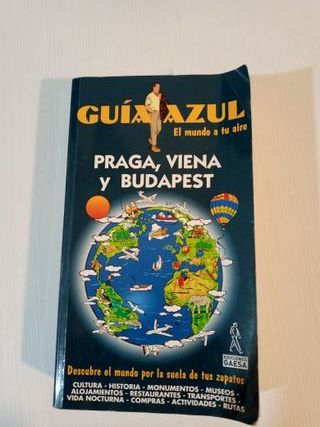 GUÍA AZUL
El mundo a tu aire
PRAGA, VIENA
y BUDAPEST
EDICIONES
GAESA
Descubre el mundo por la suela de tus zapatos
CULTURA - HISTORIA - MONUMENTOS - MUSEOS -
ALOJAMIENTOS - RESTAURANTES - TRANSPORTES -
VIDA NOCTURNA - COMPRAS - ACTIVIDADES - RUTAS